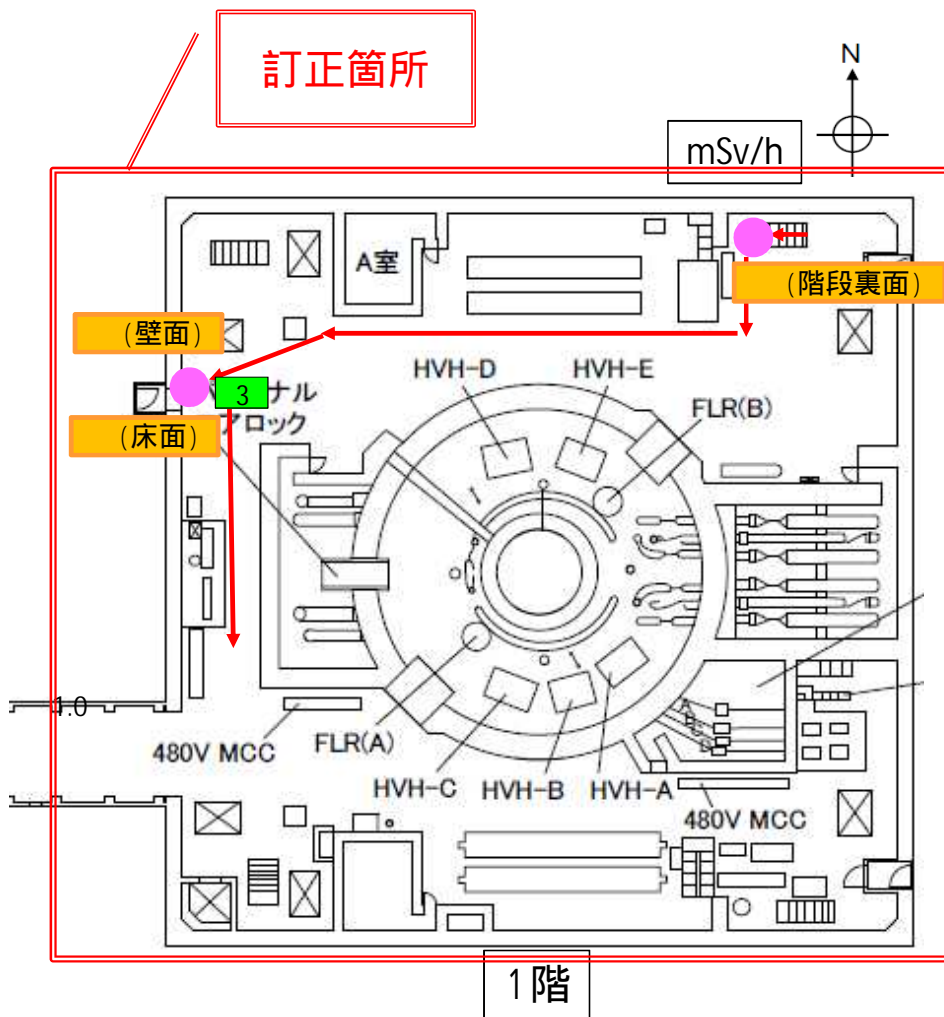 訂正箇所
N
mSv/h
A室
(階段裏面)
(壁面)
3
ナル
アロック
(床面)
HVH-D
HVH-E
FLR(B)
1.0
480V MCC
FLR(A)
HVH-C
HVH-B
HVH-A
480V MCC
1階